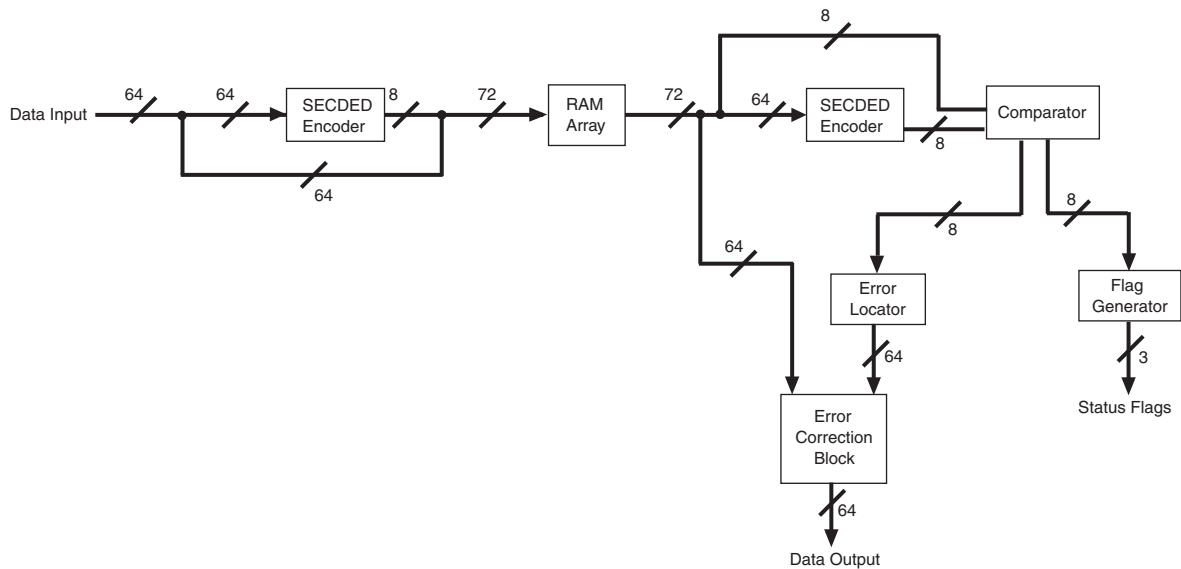 8
64
64
8
72
72
64
Data Input
SECDED
Encoder
RAM
Array
SECDED
Encoder
Comparator
8
64
8
8
64
Error
Locator
Flag
Generator
64
3
Status Flags
Error
Correction
Block
64
Data Output